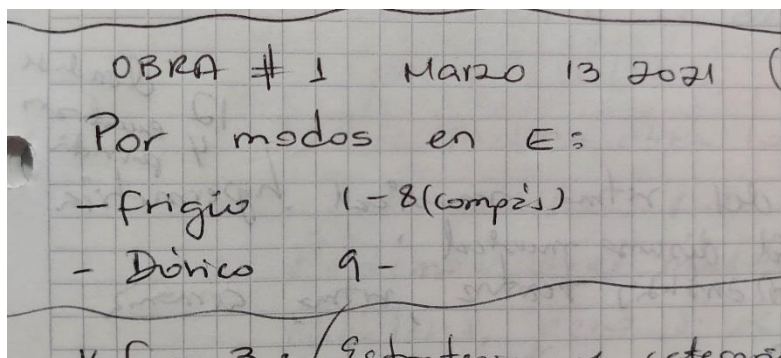 OBRA # 1 Marzo 13 2021 (
Por modos en E:
- frigio 1-8 (compás)
- Dórico 9-